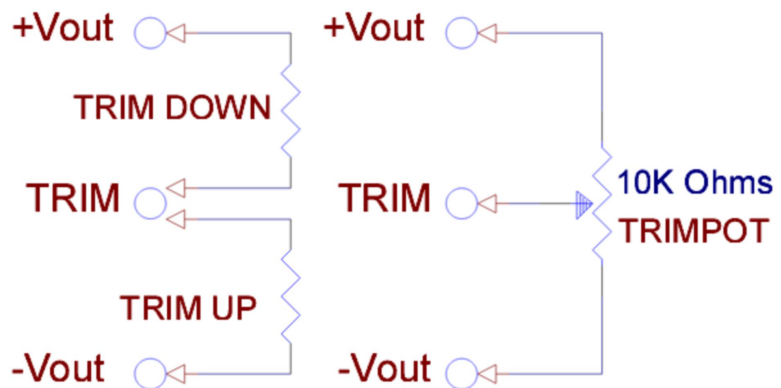 +Vout
TRIM DOWN
TRIM
TRIM UP
-Vout
+Vout
TRIM
10K Ohms
TRIMPOT
-Vout